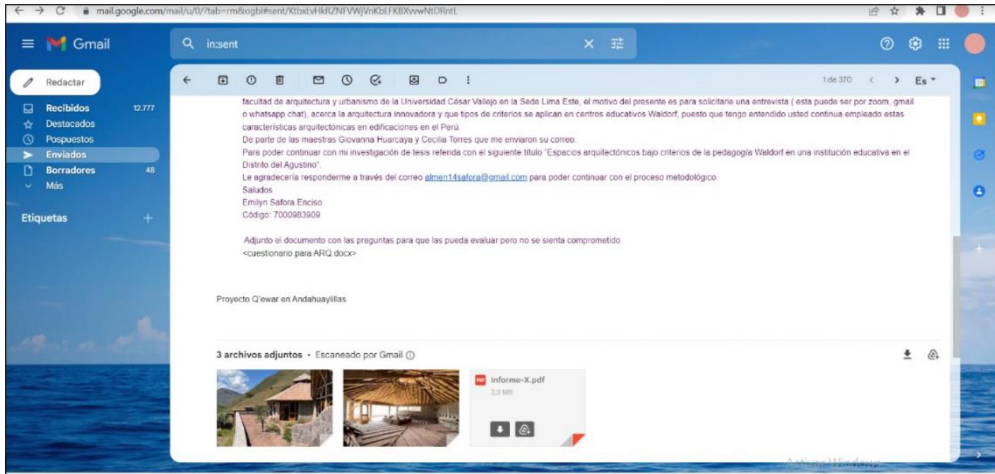 mail.google.com/mail/u/0/?tab=rm&ogbl#sent/
Gmail
in:sent
Redactar
1 de 370
Es
Recibidos 12.777
Destacados
Pospuestos
Enviados
Borradores 48
Más
Etiquetas
facultad de arquitectura y urbanismo de la Universidad César Vallejo en la Sede Lima Este, el motivo del presente es para solicitarle una entrevista ( esta puede ser por zoom, gmail
o whatsapp chat), acerca la arquitectura innovadora y que tipos de criterios se aplican en centros educativos Waldorf, puesto que tengo entendido usted continua empleado estas
características arquitectónicas en edificaciones en el Perú.
De parte de las maestras Giovanna Huarcaya y Cecilia Torres que me enviaron su correo.
Para poder continuar con mi investigación de tesis referida con el siguiente titulo "Espacios arquitectónicos bajo criterios de la pedagogía Waldorf en una institución educativa en el
Distrito del Agustino".
Le agradecería responderme a través del correo almen14safora@gmail.com para poder continuar con el proceso metodológico.
Saludos
Emilyn Safora Enciso
Código: 7000983909
Adjunto el documento con las preguntas para que las pueda evaluar pero no se sienta comprometido
<cuestionario para ARQ.docx>
Proyecto Q'ewar en Andahuaylillas
3 archivos adjuntos • Escaneado por Gmail
PDF Informe-X.pdf
2,3 MB
Activar Windows